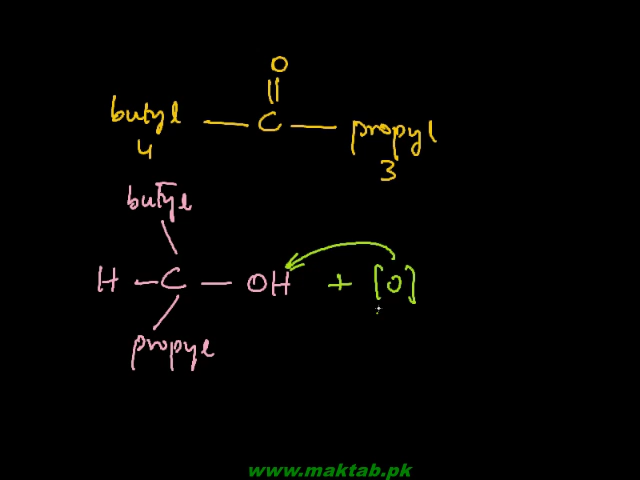 O
||
butyl — C — propyl
4 3
butyl
H — C — OH + [O]
propyl
www.maktab.pk